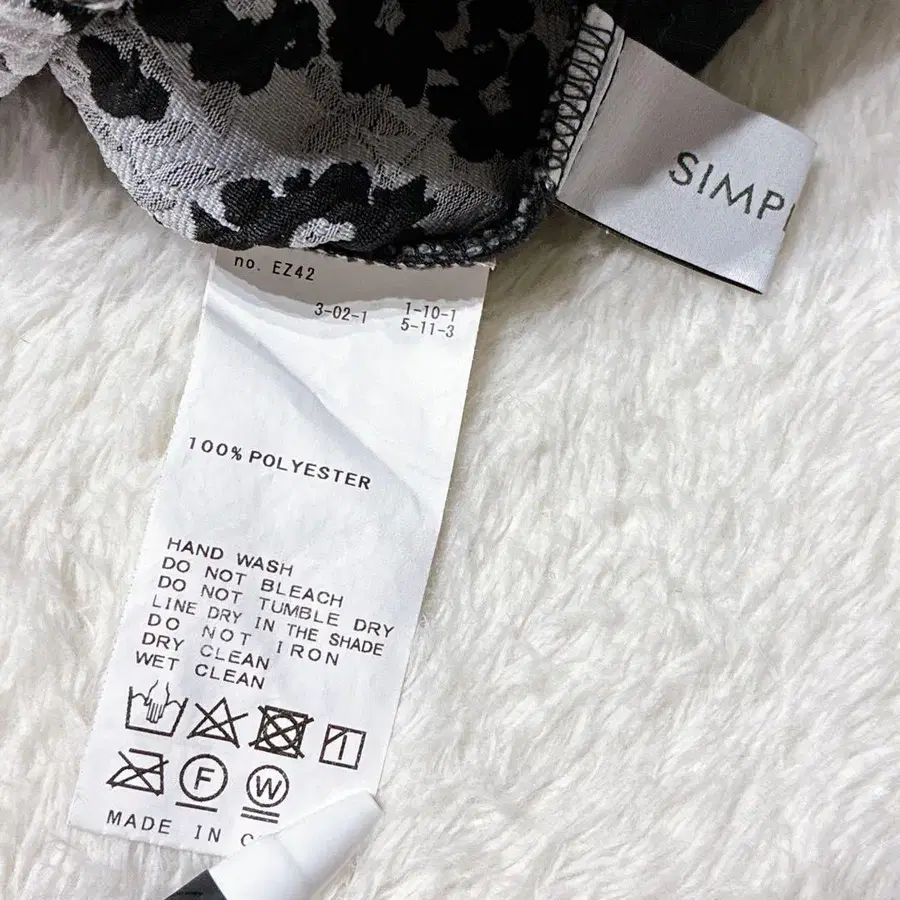 SIMP
no. EZ42
3-02-1 1-10-1
5-11-3
100% POLYESTER
HAND WASH
DO NOT BLEACH
DO NOT TUMBLE DRY
LINE DRY IN THE SHADE
DO NOT IRON
DRY CLEAN
WET CLEAN
F W
MADE IN